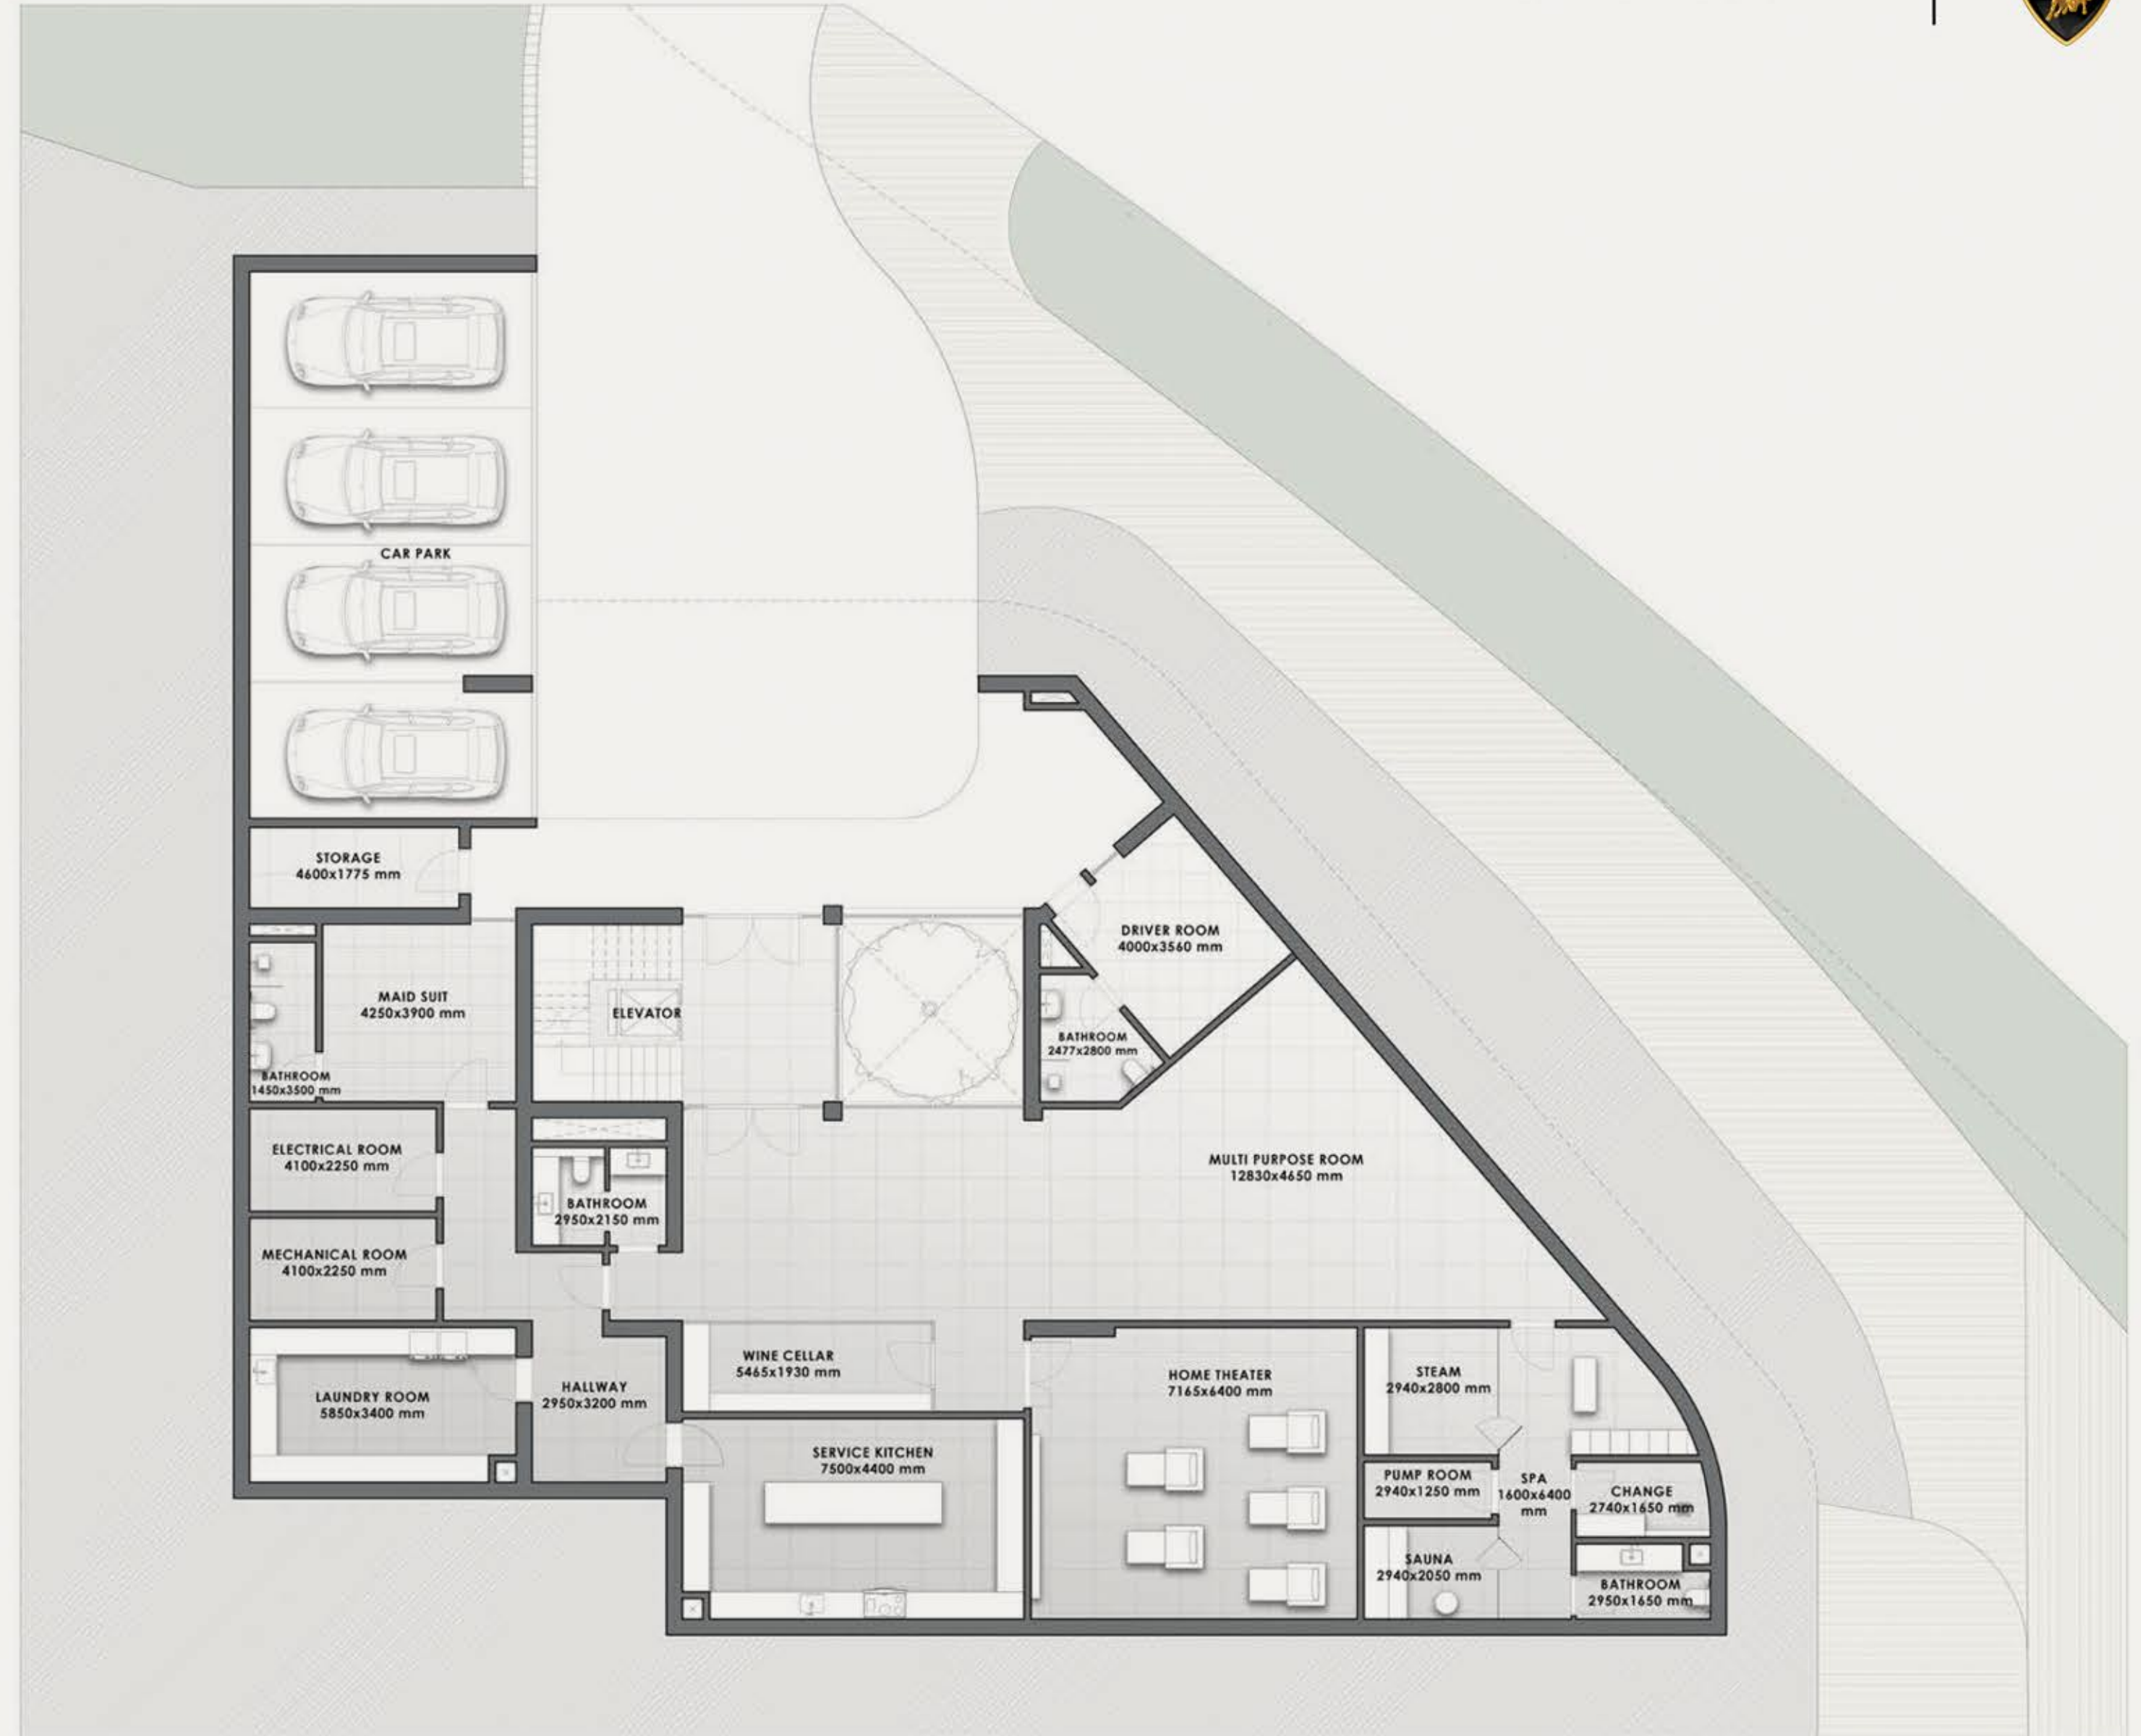 CAR PARK
STORAGE
4600x1775 mm
DRIVER ROOM
4000x3560 mm
MAID SUIT
4250x3900 mm
ELEVATOR
BATHROOM
2477x2800 mm
BATHROOM
1450x3500 mm
ELECTRICAL ROOM
4100x2250 mm
MULTI PURPOSE ROOM
12830x4650 mm
BATHROOM
2950x2150 mm
MECHANICAL ROOM
4100x2250 mm
WINE CELLAR
5465x1930 mm
HOME THEATER
7165x6400 mm
STEAM
2940x2800 mm
LAUNDRY ROOM
5850x3400 mm
HALLWAY
2950x3200 mm
SERVICE KITCHEN
7500x4400 mm
PUMP ROOM
2940x1250 mm
SPA
1600x6400
mm
CHANGE
2740x1650 mm
SAUNA
2940x2050 mm
BATHROOM
2950x1650 mm